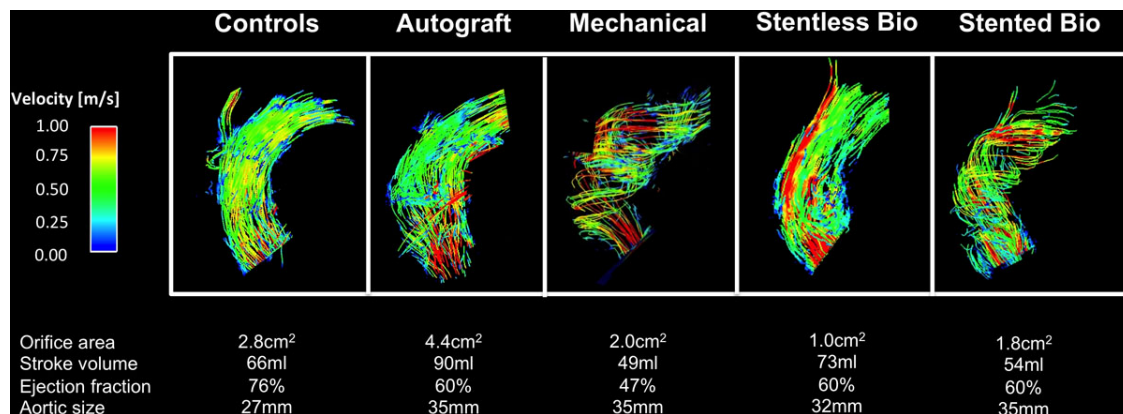 Controls Autograft Mechanical Stentless Bio Stented Bio
Velocity [m/s]
1.00
0.75
0.50
0.25
0.00
Orifice area 2.8cm² 4.4cm² 2.0cm² 1.0cm² 1.8cm²
Stroke volume 66ml 90ml 49ml 73ml 54ml
Ejection fraction 76% 60% 47% 60% 60%
Aortic size 27mm 35mm 35mm 32mm 35mm